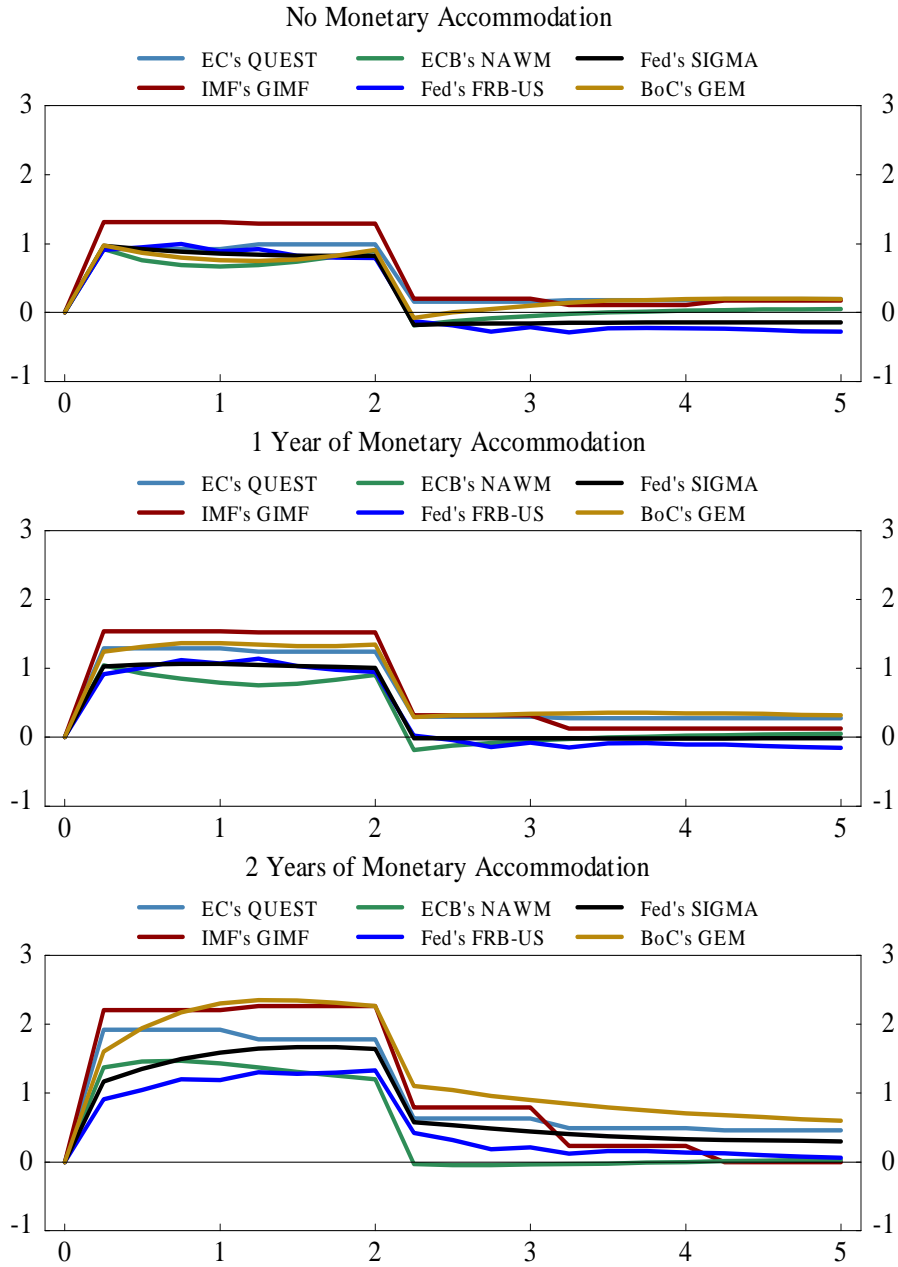 No Monetary Accommodation
EC's QUEST ECB's NAWM Fed's SIGMA
IMF's GIMF Fed's FRB-US BoC's GEM
3 3
2 2
1 1
0 0
-1 -1
0 1 2 3 4 5
1 Year of Monetary Accommodation
EC's QUEST ECB's NAWM Fed's SIGMA
IMF's GIMF Fed's FRB-US BoC's GEM
3 3
2 2
1 1
0 0
-1 -1
0 1 2 3 4 5
2 Years of Monetary Accommodation
EC's QUEST ECB's NAWM Fed's SIGMA
IMF's GIMF Fed's FRB-US BoC's GEM
3 3
2 2
1 1
0 0
-1 -1
0 1 2 3 4 5